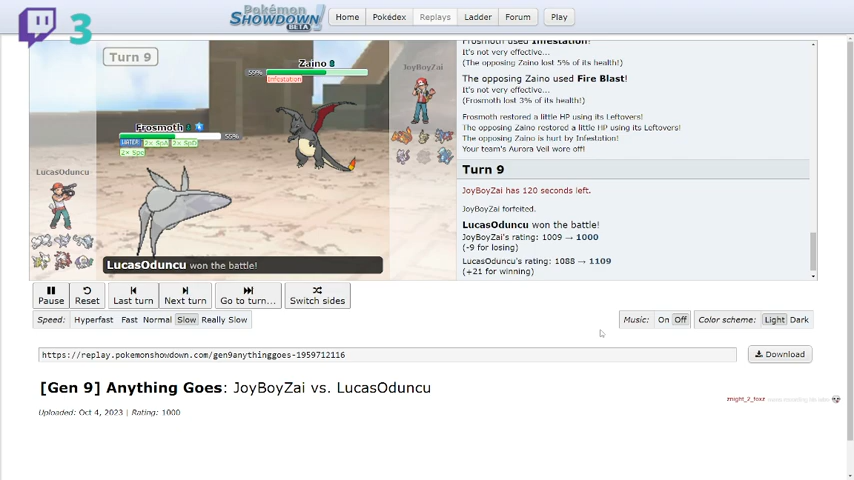 3
Pokémon
SHOWDOWN!
BETA
Home
Pokédex
Replays
Ladder
Forum
Play
Turn 9
Zaino
59%
Infestation
Frosmoth
55%
2× SpA
2× SpD
2× Spe
LucasOduncu
JoyBoyZai
LucasOduncu won the battle!
Frosmoth used Infestation!
It's not very effective...
(The opposing Zaino lost 5% of its health!)
The opposing Zaino used Fire Blast!
It's not very effective...
(Frosmoth lost 3% of its health!)
Frosmoth restored a little HP using its Leftovers!
The opposing Zaino restored a little HP using its Leftovers!
The opposing Zaino is hurt by Infestation!
Your team's Aurora Veil wore off!
Turn 9
JoyBoyZai has 120 seconds left.
JoyBoyZai forfeited.
LucasOduncu won the battle!
JoyBoyZai's rating: 1009 → 1000
(-9 for losing)
LucasOduncu's rating: 1088 → 1109
(+21 for winning)
Pause
Reset
Last turn
Next turn
Go to turn...
Switch sides
Speed: Hyperfast Fast Normal Slow Really Slow
Music: On Off
Color scheme: Light Dark
https://replay.pokemonshowdown.com/gen9anythinggoes-1959712116
Download
[Gen 9] Anything Goes: JoyBoyZai vs. LucasOduncu
Uploaded: Oct 4, 2023 | Rating: 1000